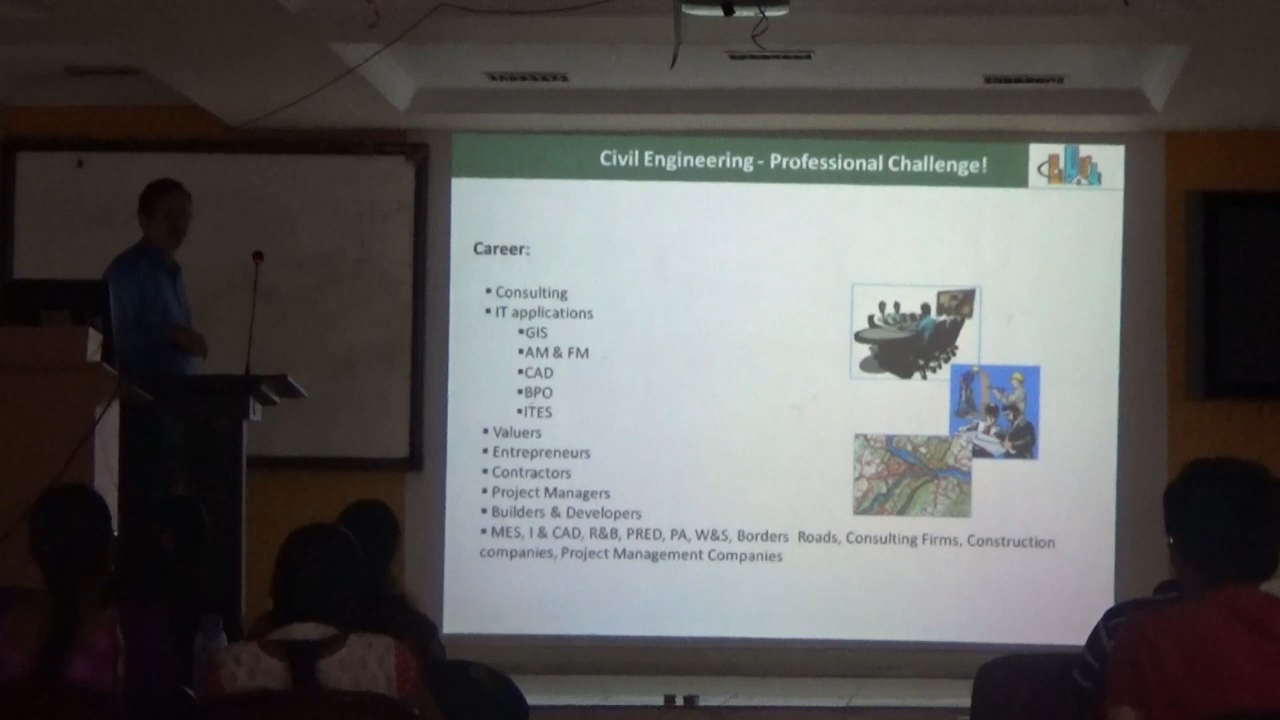 Civil Engineering - Professional Challenge!
Career:
▪ Consulting
▪ IT applications
▪GIS
▪AM & FM
▪CAD
▪BPO
▪ITES
▪ Valuers
▪ Entrepreneurs
▪ Contractors
▪ Project Managers
▪ Builders & Developers
▪ MES, I & CAD, R&B, PRED, PA, W&S, Borders Roads, Consulting Firms, Construction
companies, Project Management Companies